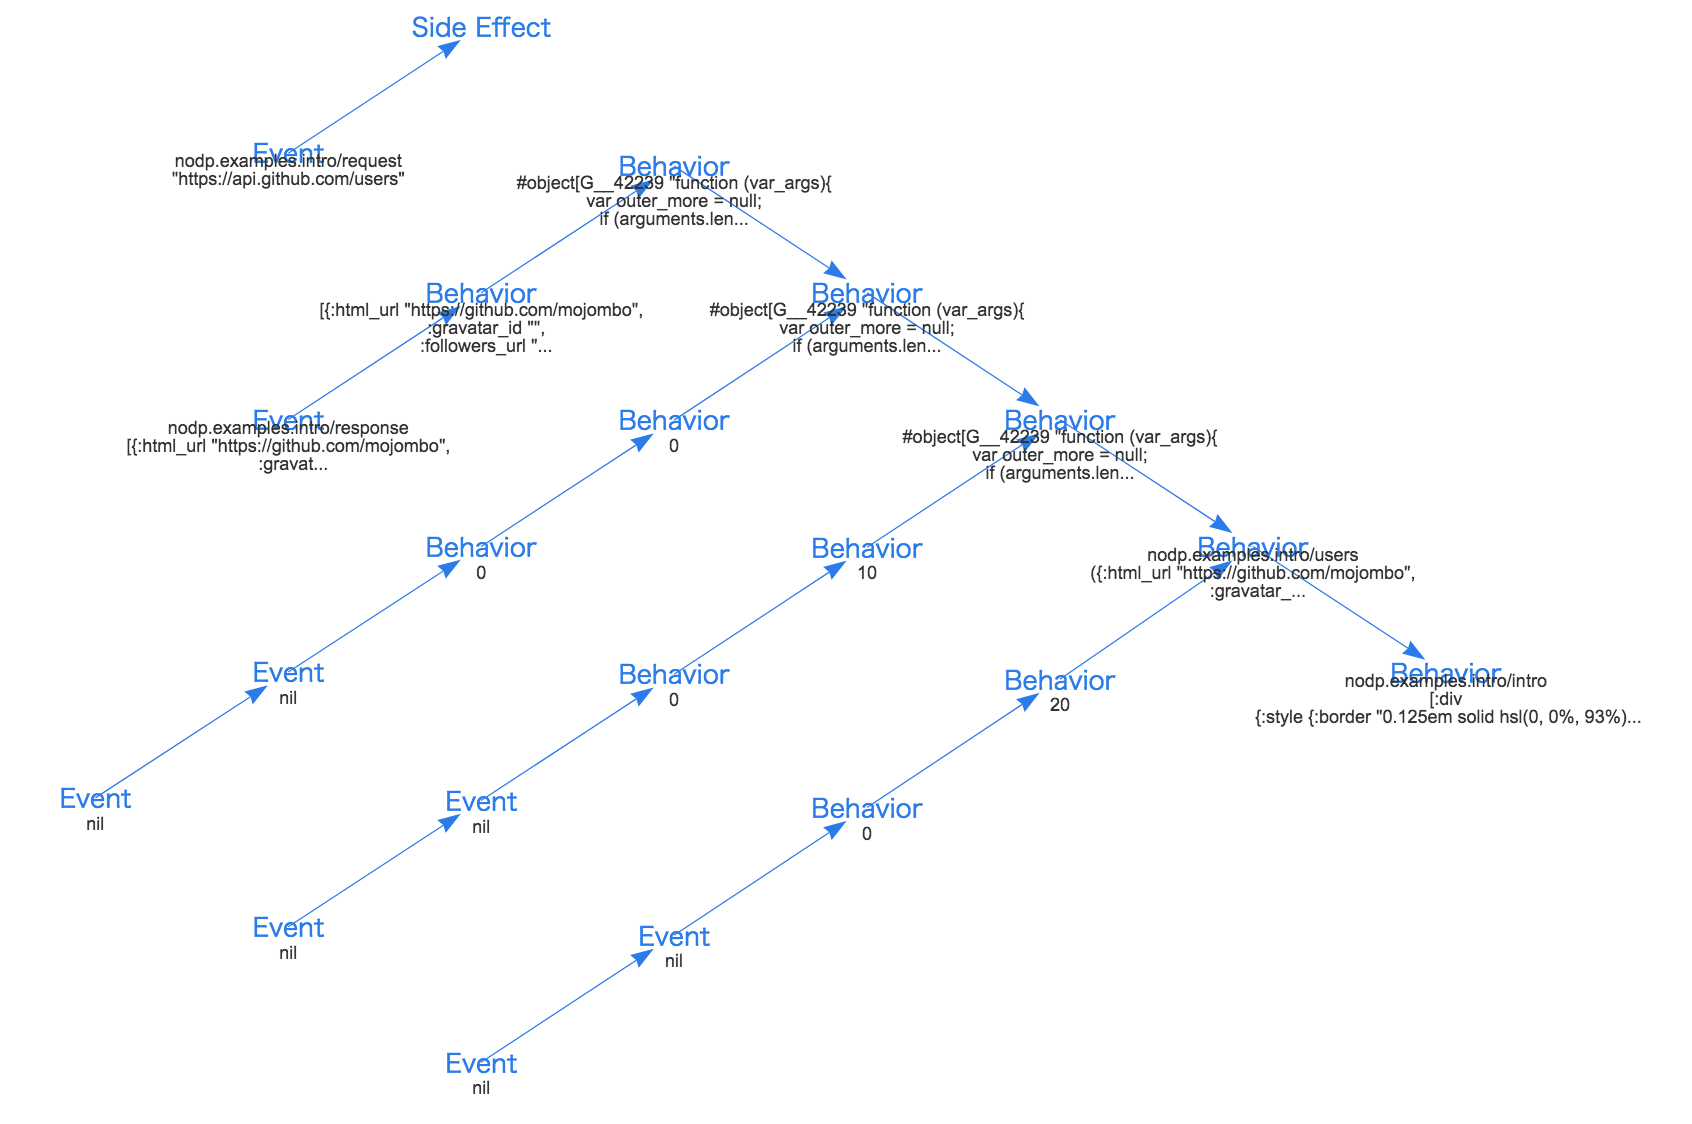 Side Effect
Event
nodp.examples.intro/request
"https://api.github.com/users"
Behavior
#object[G__42239 "function (var_args){
var outer_more = null;
if (arguments.len...
Behavior
[{:html_url "https://github.com/mojombo",
:gravatar_id "",
:followers_url "...
Behavior
#object[G__42239 "function (var_args){
var outer_more = null;
if (arguments.len...
Event
nodp.examples.intro/response
[{:html_url "https://github.com/mojombo",
:gravat...
Behavior
0
Behavior
#object[G__42239 "function (var_args){
var outer_more = null;
if (arguments.len...
Behavior
0
Behavior
10
Behavior
nodp.examples.intro/users
({:html_url "https://github.com/mojombo",
:gravatar_...
Event
nil
Behavior
0
Behavior
20
Behavior
nodp.examples.intro/intro
[:div
{:style {:border "0.125em solid hsl(0, 0%, 93%)...
Event
nil
Event
nil
Behavior
0
Event
nil
Event
nil
Event
nil